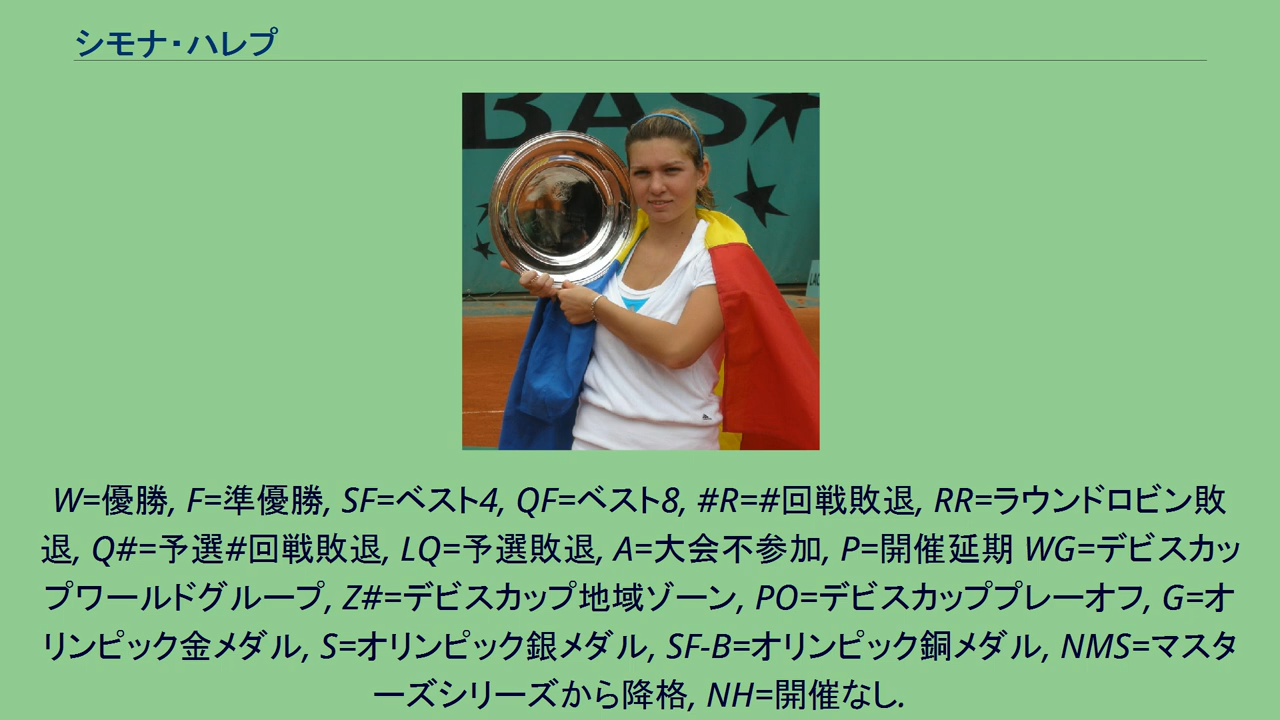 シモナ・ハレプ
BAS
LAC
W=優勝, F=準優勝, SF=ベスト4, QF=ベスト8, #R=#回戦敗退, RR=ラウンドロビン敗
退, Q#=予選#回戦敗退, LQ=予選敗退, A=大会不参加, P=開催延期 WG=デビスカッ
プワールドグループ, Z#=デビスカップ地域ゾーン, PO=デビスカッププレーオフ, G=オ
リンピック金メダル, S=オリンピック銀メダル, SF-B=オリンピック銅メダル, NMS=マスタ
ーズシリーズから降格, NH=開催なし.